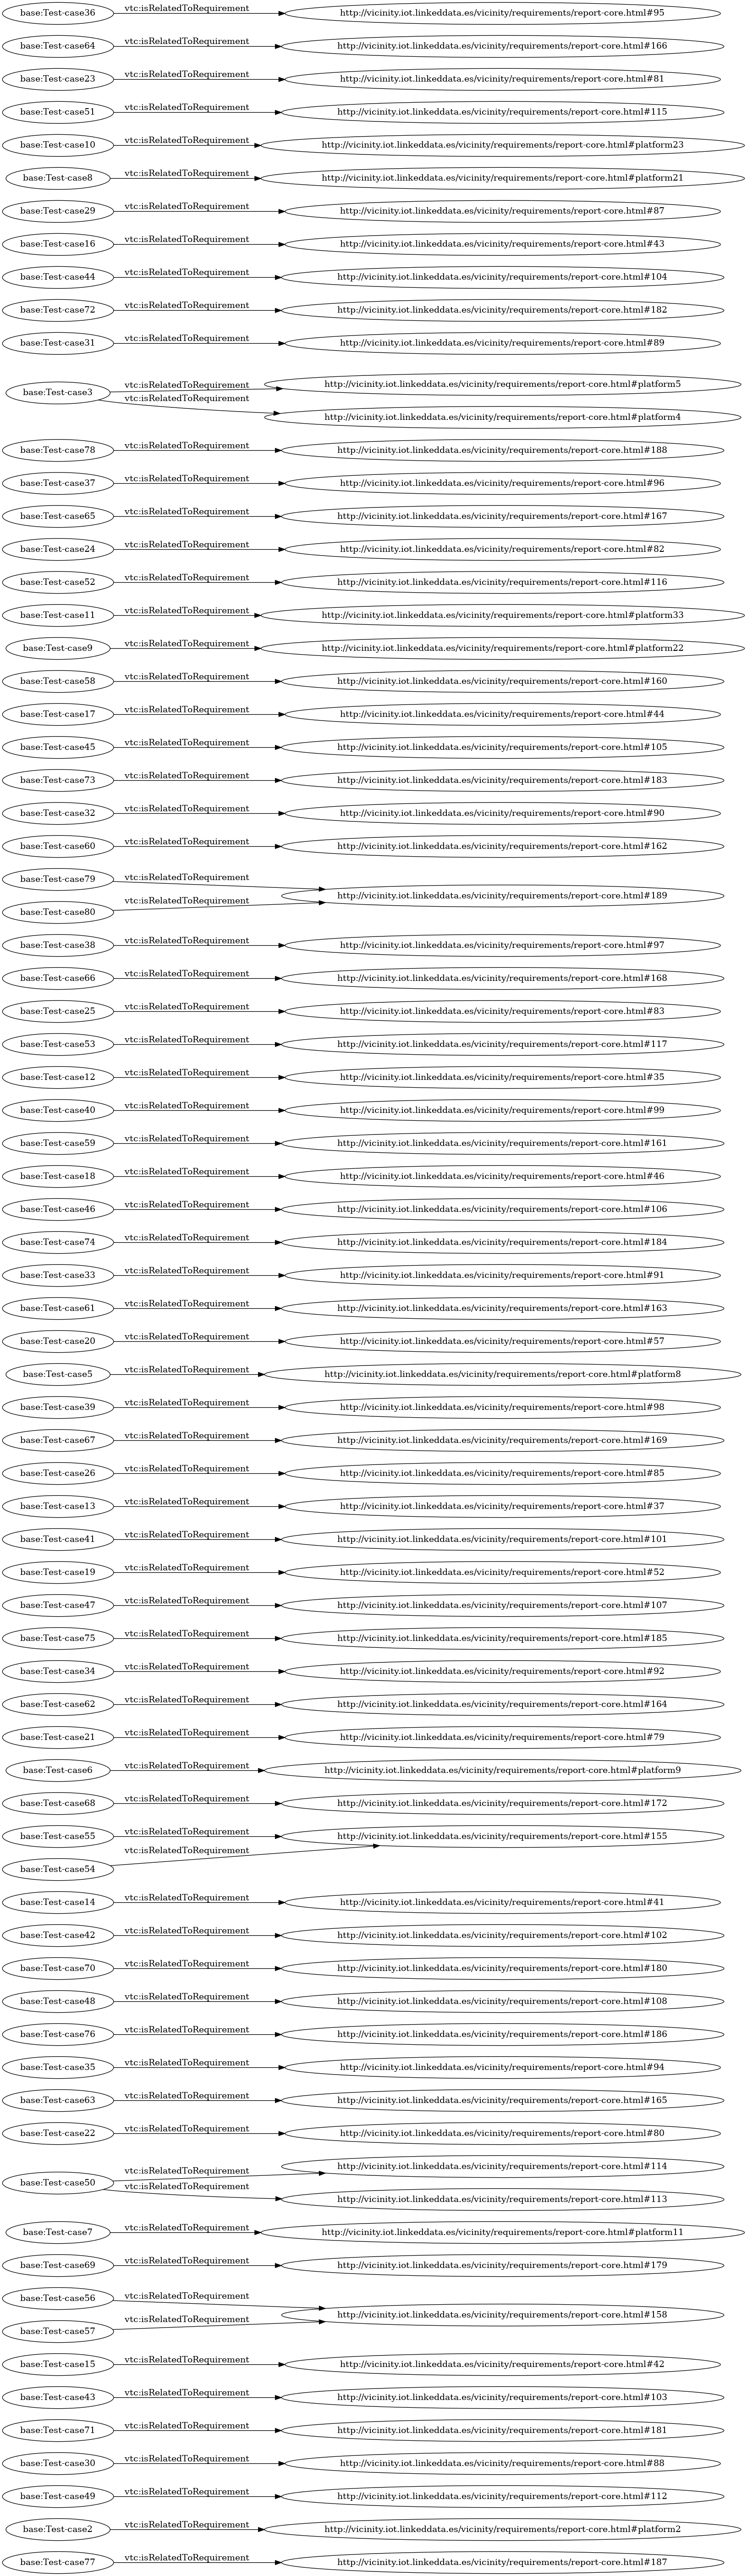 base:Test-case36 vtc:isRelatedToRequirement http://vicinity.iot.linkeddata.es/vicinity/requirements/report-core.html#95
base:Test-case64 vtc:isRelatedToRequirement http://vicinity.iot.linkeddata.es/vicinity/requirements/report-core.html#166
base:Test-case23 vtc:isRelatedToRequirement http://vicinity.iot.linkeddata.es/vicinity/requirements/report-core.html#81
base:Test-case51 vtc:isRelatedToRequirement http://vicinity.iot.linkeddata.es/vicinity/requirements/report-core.html#115
base:Test-case10 vtc:isRelatedToRequirement http://vicinity.iot.linkeddata.es/vicinity/requirements/report-core.html#platform23
base:Test-case8 vtc:isRelatedToRequirement http://vicinity.iot.linkeddata.es/vicinity/requirements/report-core.html#platform21
base:Test-case29 vtc:isRelatedToRequirement http://vicinity.iot.linkeddata.es/vicinity/requirements/report-core.html#87
base:Test-case16 vtc:isRelatedToRequirement http://vicinity.iot.linkeddata.es/vicinity/requirements/report-core.html#43
base:Test-case44 vtc:isRelatedToRequirement http://vicinity.iot.linkeddata.es/vicinity/requirements/report-core.html#104
base:Test-case72 vtc:isRelatedToRequirement http://vicinity.iot.linkeddata.es/vicinity/requirements/report-core.html#182
base:Test-case31 vtc:isRelatedToRequirement http://vicinity.iot.linkeddata.es/vicinity/requirements/report-core.html#89
base:Test-case3 vtc:isRelatedToRequirement http://vicinity.iot.linkeddata.es/vicinity/requirements/report-core.html#platform5
vtc:isRelatedToRequirement http://vicinity.iot.linkeddata.es/vicinity/requirements/report-core.html#platform4
base:Test-case78 vtc:isRelatedToRequirement http://vicinity.iot.linkeddata.es/vicinity/requirements/report-core.html#188
base:Test-case37 vtc:isRelatedToRequirement http://vicinity.iot.linkeddata.es/vicinity/requirements/report-core.html#96
base:Test-case65 vtc:isRelatedToRequirement http://vicinity.iot.linkeddata.es/vicinity/requirements/report-core.html#167
base:Test-case24 vtc:isRelatedToRequirement http://vicinity.iot.linkeddata.es/vicinity/requirements/report-core.html#82
base:Test-case52 vtc:isRelatedToRequirement http://vicinity.iot.linkeddata.es/vicinity/requirements/report-core.html#116
base:Test-case11 vtc:isRelatedToRequirement http://vicinity.iot.linkeddata.es/vicinity/requirements/report-core.html#platform33
base:Test-case9 vtc:isRelatedToRequirement http://vicinity.iot.linkeddata.es/vicinity/requirements/report-core.html#platform22
base:Test-case58 vtc:isRelatedToRequirement http://vicinity.iot.linkeddata.es/vicinity/requirements/report-core.html#160
base:Test-case17 vtc:isRelatedToRequirement http://vicinity.iot.linkeddata.es/vicinity/requirements/report-core.html#44
base:Test-case45 vtc:isRelatedToRequirement http://vicinity.iot.linkeddata.es/vicinity/requirements/report-core.html#105
base:Test-case73 vtc:isRelatedToRequirement http://vicinity.iot.linkeddata.es/vicinity/requirements/report-core.html#183
base:Test-case32 vtc:isRelatedToRequirement http://vicinity.iot.linkeddata.es/vicinity/requirements/report-core.html#90
base:Test-case60 vtc:isRelatedToRequirement http://vicinity.iot.linkeddata.es/vicinity/requirements/report-core.html#162
base:Test-case79 vtc:isRelatedToRequirement
http://vicinity.iot.linkeddata.es/vicinity/requirements/report-core.html#189
base:Test-case80 vtc:isRelatedToRequirement
base:Test-case38 vtc:isRelatedToRequirement http://vicinity.iot.linkeddata.es/vicinity/requirements/report-core.html#97
base:Test-case66 vtc:isRelatedToRequirement http://vicinity.iot.linkeddata.es/vicinity/requirements/report-core.html#168
base:Test-case25 vtc:isRelatedToRequirement http://vicinity.iot.linkeddata.es/vicinity/requirements/report-core.html#83
base:Test-case53 vtc:isRelatedToRequirement http://vicinity.iot.linkeddata.es/vicinity/requirements/report-core.html#117
base:Test-case12 vtc:isRelatedToRequirement http://vicinity.iot.linkeddata.es/vicinity/requirements/report-core.html#35
base:Test-case40 vtc:isRelatedToRequirement http://vicinity.iot.linkeddata.es/vicinity/requirements/report-core.html#99
base:Test-case59 vtc:isRelatedToRequirement http://vicinity.iot.linkeddata.es/vicinity/requirements/report-core.html#161
base:Test-case18 vtc:isRelatedToRequirement http://vicinity.iot.linkeddata.es/vicinity/requirements/report-core.html#46
base:Test-case46 vtc:isRelatedToRequirement http://vicinity.iot.linkeddata.es/vicinity/requirements/report-core.html#106
base:Test-case74 vtc:isRelatedToRequirement http://vicinity.iot.linkeddata.es/vicinity/requirements/report-core.html#184
base:Test-case33 vtc:isRelatedToRequirement http://vicinity.iot.linkeddata.es/vicinity/requirements/report-core.html#91
base:Test-case61 vtc:isRelatedToRequirement http://vicinity.iot.linkeddata.es/vicinity/requirements/report-core.html#163
base:Test-case20 vtc:isRelatedToRequirement http://vicinity.iot.linkeddata.es/vicinity/requirements/report-core.html#57
base:Test-case5 vtc:isRelatedToRequirement http://vicinity.iot.linkeddata.es/vicinity/requirements/report-core.html#platform8
base:Test-case39 vtc:isRelatedToRequirement http://vicinity.iot.linkeddata.es/vicinity/requirements/report-core.html#98
base:Test-case67 vtc:isRelatedToRequirement http://vicinity.iot.linkeddata.es/vicinity/requirements/report-core.html#169
base:Test-case26 vtc:isRelatedToRequirement http://vicinity.iot.linkeddata.es/vicinity/requirements/report-core.html#85
base:Test-case13 vtc:isRelatedToRequirement http://vicinity.iot.linkeddata.es/vicinity/requirements/report-core.html#37
base:Test-case41 vtc:isRelatedToRequirement http://vicinity.iot.linkeddata.es/vicinity/requirements/report-core.html#101
base:Test-case19 vtc:isRelatedToRequirement http://vicinity.iot.linkeddata.es/vicinity/requirements/report-core.html#52
base:Test-case47 vtc:isRelatedToRequirement http://vicinity.iot.linkeddata.es/vicinity/requirements/report-core.html#107
base:Test-case75 vtc:isRelatedToRequirement http://vicinity.iot.linkeddata.es/vicinity/requirements/report-core.html#185
base:Test-case34 vtc:isRelatedToRequirement http://vicinity.iot.linkeddata.es/vicinity/requirements/report-core.html#92
base:Test-case62 vtc:isRelatedToRequirement http://vicinity.iot.linkeddata.es/vicinity/requirements/report-core.html#164
base:Test-case21 vtc:isRelatedToRequirement http://vicinity.iot.linkeddata.es/vicinity/requirements/report-core.html#79
base:Test-case6 vtc:isRelatedToRequirement http://vicinity.iot.linkeddata.es/vicinity/requirements/report-core.html#platform9
base:Test-case68 vtc:isRelatedToRequirement http://vicinity.iot.linkeddata.es/vicinity/requirements/report-core.html#172
base:Test-case55 vtc:isRelatedToRequirement http://vicinity.iot.linkeddata.es/vicinity/requirements/report-core.html#155
base:Test-case54 vtc:isRelatedToRequirement
base:Test-case14 vtc:isRelatedToRequirement http://vicinity.iot.linkeddata.es/vicinity/requirements/report-core.html#41
base:Test-case42 vtc:isRelatedToRequirement http://vicinity.iot.linkeddata.es/vicinity/requirements/report-core.html#102
base:Test-case70 vtc:isRelatedToRequirement http://vicinity.iot.linkeddata.es/vicinity/requirements/report-core.html#180
base:Test-case48 vtc:isRelatedToRequirement http://vicinity.iot.linkeddata.es/vicinity/requirements/report-core.html#108
base:Test-case76 vtc:isRelatedToRequirement http://vicinity.iot.linkeddata.es/vicinity/requirements/report-core.html#186
base:Test-case35 vtc:isRelatedToRequirement http://vicinity.iot.linkeddata.es/vicinity/requirements/report-core.html#94
base:Test-case63 vtc:isRelatedToRequirement http://vicinity.iot.linkeddata.es/vicinity/requirements/report-core.html#165
base:Test-case22 vtc:isRelatedToRequirement http://vicinity.iot.linkeddata.es/vicinity/requirements/report-core.html#80
base:Test-case50 vtc:isRelatedToRequirement http://vicinity.iot.linkeddata.es/vicinity/requirements/report-core.html#114
vtc:isRelatedToRequirement http://vicinity.iot.linkeddata.es/vicinity/requirements/report-core.html#113
base:Test-case7 vtc:isRelatedToRequirement http://vicinity.iot.linkeddata.es/vicinity/requirements/report-core.html#platform11
base:Test-case69 vtc:isRelatedToRequirement http://vicinity.iot.linkeddata.es/vicinity/requirements/report-core.html#179
base:Test-case56 vtc:isRelatedToRequirement
http://vicinity.iot.linkeddata.es/vicinity/requirements/report-core.html#158
base:Test-case57 vtc:isRelatedToRequirement
base:Test-case15 vtc:isRelatedToRequirement http://vicinity.iot.linkeddata.es/vicinity/requirements/report-core.html#42
base:Test-case43 vtc:isRelatedToRequirement http://vicinity.iot.linkeddata.es/vicinity/requirements/report-core.html#103
base:Test-case71 vtc:isRelatedToRequirement http://vicinity.iot.linkeddata.es/vicinity/requirements/report-core.html#181
base:Test-case30 vtc:isRelatedToRequirement http://vicinity.iot.linkeddata.es/vicinity/requirements/report-core.html#88
base:Test-case49 vtc:isRelatedToRequirement http://vicinity.iot.linkeddata.es/vicinity/requirements/report-core.html#112
base:Test-case2 vtc:isRelatedToRequirement http://vicinity.iot.linkeddata.es/vicinity/requirements/report-core.html#platform2
base:Test-case77 vtc:isRelatedToRequirement http://vicinity.iot.linkeddata.es/vicinity/requirements/report-core.html#187